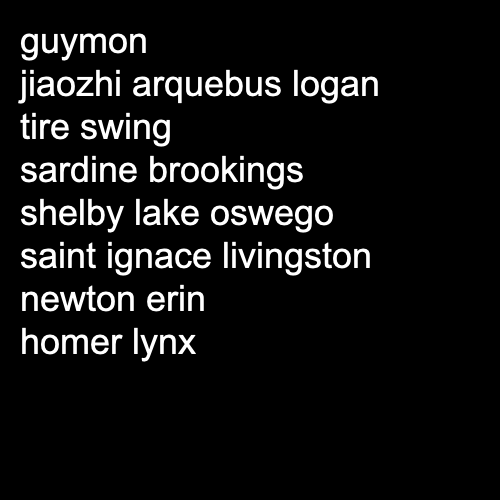 guymon
jiaozhi arquebus logan
tire swing
sardine brookings
shelby lake oswego
saint ignace livingston
newton erin
homer lynx